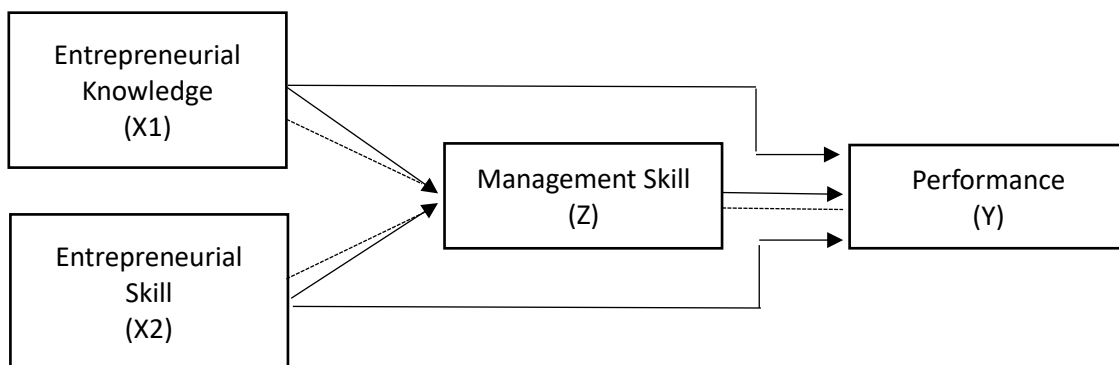 Entrepreneurial
Knowledge
(X1)
Management Skill
(Z)
Performance
(Y)
Entrepreneurial
Skill
(X2)